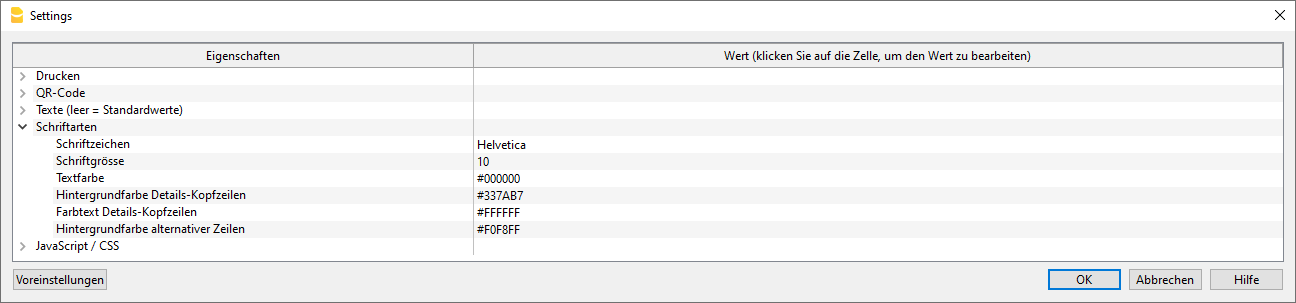 Settings
Eigenschaften Wert (klicken Sie auf die Zelle, um den Wert zu bearbeiten)
Drucken
QR-Code
Texte (leer = Standardwerte)
Schriftarten
Schriftzeichen Helvetica
Schriftgrösse 10
Textfarbe #000000
Hintergrundfarbe Details-Kopfzeilen #337AB7
Farbtext Details-Kopfzeilen #FFFFFF
Hintergrundfarbe alternativer Zeilen #F0F8FF
JavaScript / CSS
Voreinstellungen OK Abbrechen Hilfe